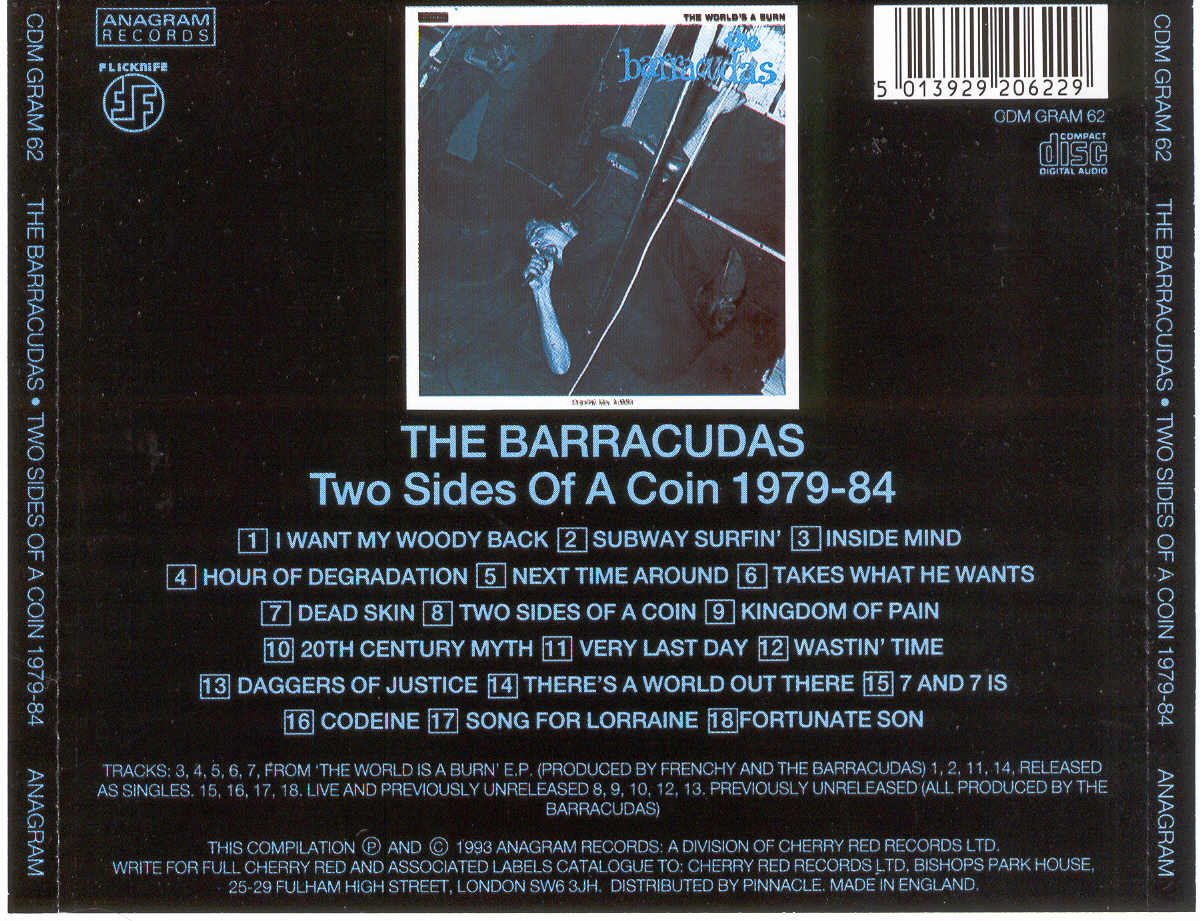 CDM GRAM 62 THE BARRACUDAS • TWO SIDES OF A COIN 1979-84 ANAGRAM
ANAGRAM
RECORDS
FLICKNIFE
THE WORLD'S A BURN
the
barracudas
5 013929 206229
CDM GRAM 62
COMPACT
disc
DIGITAL AUDIO
THE BARRACUDAS
Two Sides Of A Coin 1979-84
1 I WANT MY WOODY BACK 2 SUBWAY SURFIN' 3 INSIDE MIND
4 HOUR OF DEGRADATION 5 NEXT TIME AROUND 6 TAKES WHAT HE WANTS
7 DEAD SKIN 8 TWO SIDES OF A COIN 9 KINGDOM OF PAIN
10 20TH CENTURY MYTH 11 VERY LAST DAY 12 WASTIN' TIME
13 DAGGERS OF JUSTICE 14 THERE'S A WORLD OUT THERE 15 7 AND 7 IS
16 CODEINE 17 SONG FOR LORRAINE 18 FORTUNATE SON
TRACKS: 3, 4, 5, 6, 7, FROM 'THE WORLD IS A BURN' E.P. (PRODUCED BY FRENCHY AND THE BARRACUDAS) 1, 2, 11, 14, RELEASED
AS SINGLES. 15, 16, 17, 18. LIVE AND PREVIOUSLY UNRELEASED 8, 9, 10, 12, 13. PREVIOUSLY UNRELEASED (ALL PRODUCED BY THE
BARRACUDAS)
THIS COMPILATION Ⓟ AND © 1993 ANAGRAM RECORDS: A DIVISION OF CHERRY RED RECORDS LTD.
WRITE FOR FULL CHERRY RED AND ASSOCIATED LABELS CATALOGUE TO: CHERRY RED RECORDS LTD, BISHOPS PARK HOUSE,
25-29 FULHAM HIGH STREET, LONDON SW6 3JH. DISTRIBUTED BY PINNACLE. MADE IN ENGLAND.
CDM GRAM 62 THE BARRACUDAS • TWO SIDES OF A COIN 1979-84 ANAGRAM